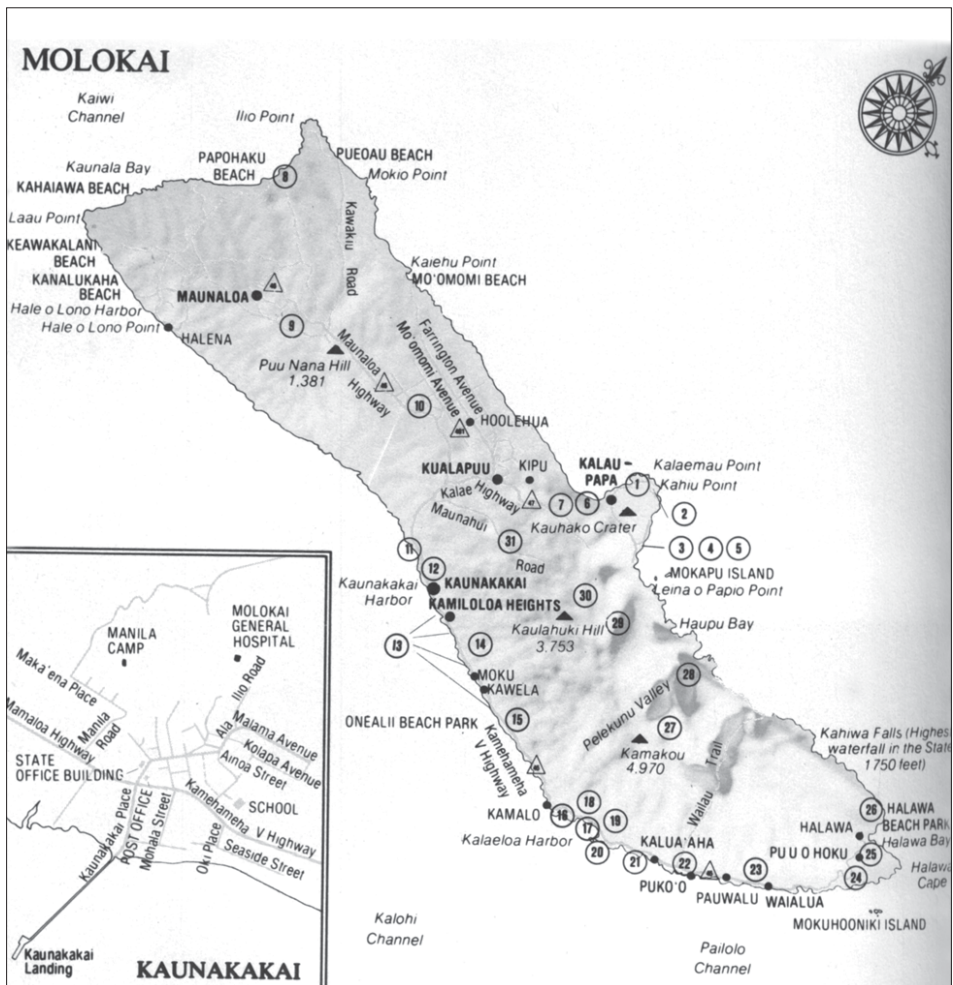 MOLOKAI
Kaiwi
Channel
Ilio Point
PUEOAU BEACH
Mokio Point
PAPOHAKU
BEACH
8
Kaunala Bay
KAHAIAWA BEACH
Laau Point
KEAWAKALANI
BEACH
KANALUKAHA
BEACH
Hale o Lono Harbor
Hale o Lono Point
HALENA
MAUNALOA
Kawakiu
Road
Kaiehu Point
MO'OMOMI BEACH
9
Puu Nana Hill
1.381
Maunaloa
Highway
10
Farrington Avenue
Mo'omomi Avenue
HOOLEHUA
KUALAPUU
KIPU
Kalae Highway
47
Maunahui
Road
31
KALAU-
PAPA
Kalaemau Point
Kahiu Point
1
2
3 4 5
6
7
Kauhako Crater
MOKAPU ISLAND
Leina o Papio Point
11
12
KAUNAKAKAI
Kaunakakai
Harbor
KAMILOLOA HEIGHTS
13
14
30
Kaulahuki Hill
3.753
29
Haupu Bay
MOKU
KAWELA
15
ONEALII BEACH PARK
Kamehameha
V Highway
28
Pelekunu Valley
27
Kamakou
4.970
Wailau Trail
Kahiwa Falls (Highes
waterfall in the State
1750 feet)
KAMALO
16
17
18
19
20
Kalaeloa Harbor
21
KALUA'AHA
22
PUKO'O
PAUWALU
23
WAIALUA
26
HALAWA
BEACH PARK
HALAWA
Halawa Bay
PUU O HOKU
25
24
Halawa
Cape
MOKUHOONIKI ISLAND
Kalohi
Channel
Pailolo
Channel
MANILA
CAMP
MOLOKAI
GENERAL
HOSPITAL
Maka'ena Place
Manila
Road
Ilio Road
Mamaloa Highway
Ala
Malama Avenue
Kolapa Avenue
Ainoa Street
STATE
OFFICE BUILDING
SCHOOL
Kaunakakai Place
POST OFFICE
Mohala Street
Oki Place
Kamehameha V Highway
Seaside Street
Kaunakakai
Landing
KAUNAKAKAI